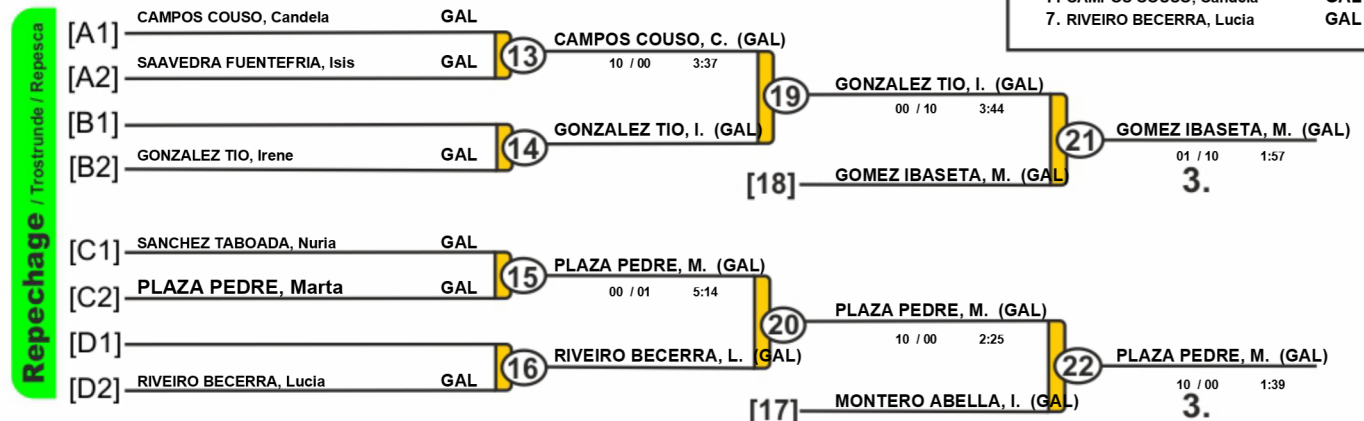 1. CAMPOS COUSO, Candela GAL
7. RIVEIRO BECERRA, Lucia GAL
Repechage / Trostrunde / Repesca
[A1] CAMPOS COUSO, Candela GAL
[A2] SAAVEDRA FUENTEFRIA, Isis GAL
13 CAMPOS COUSO, C. (GAL)
10 / 00 3:37
[B1]
[B2] GONZALEZ TIO, Irene GAL
14 GONZALEZ TIO, I. (GAL)
19 GONZALEZ TIO, I. (GAL)
00 / 10 3:44
[18] GOMEZ IBASETA, M. (GAL)
21 GOMEZ IBASETA, M. (GAL)
01 / 10 1:57
3.
[C1] SANCHEZ TABOADA, Nuria GAL
[C2] PLAZA PEDRE, Marta GAL
15 PLAZA PEDRE, M. (GAL)
00 / 01 5:14
[D1]
[D2] RIVEIRO BECERRA, Lucia GAL
16 RIVEIRO BECERRA, L. (GAL)
20 PLAZA PEDRE, M. (GAL)
10 / 00 2:25
[17] MONTERO ABELLA, I. (GAL)
22 PLAZA PEDRE, M. (GAL)
10 / 00 1:39
3.